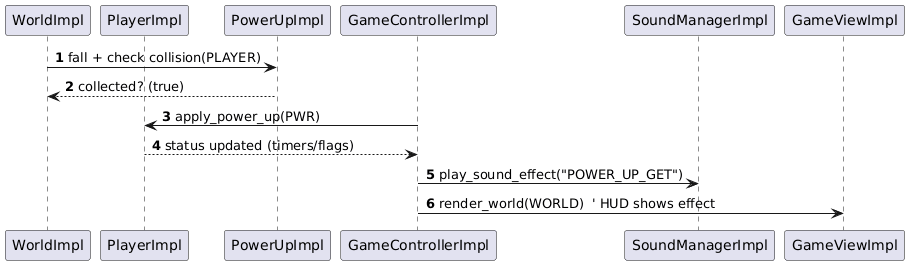 WorldImpl PlayerImpl PowerUpImpl GameControllerImpl SoundManagerImpl GameViewImpl
1 fall + check collision(PLAYER)
2 collected? (true)
3 apply_power_up(PWR)
4 status updated (timers/flags)
5 play_sound_effect("POWER_UP_GET")
6 render_world(WORLD)  ' HUD shows effect
WorldImpl PlayerImpl PowerUpImpl GameControllerImpl SoundManagerImpl GameViewImpl